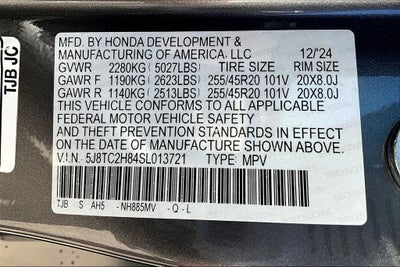 TJB JC
MFD. BY HONDA DEVELOPMENT &
MANUFACTURING OF AMERICA, LLC 12/'24
GVWR 2280KG (5027LBS) TIRE SIZE RIM SIZE
GAWR F 1190KG (2623LBS) 255/45R20 101V 20X8.0J
GAWR R 1140KG (2513LBS) 255/45R20 101V 20X8.0J
THIS VEHICLE CONFORMS TO ALL APPLICABLE
FEDERAL MOTOR VEHICLE SAFETY
AND THEFT PREVENTION STANDARDS IN EFFECT
ON THE DATE OF MANUFACTURE SHOWN ABOVE.
V.I.N. 5J8TC2H84SL013721 TYPE: MPV
TJB S AH5 -NH885MV -Q-L